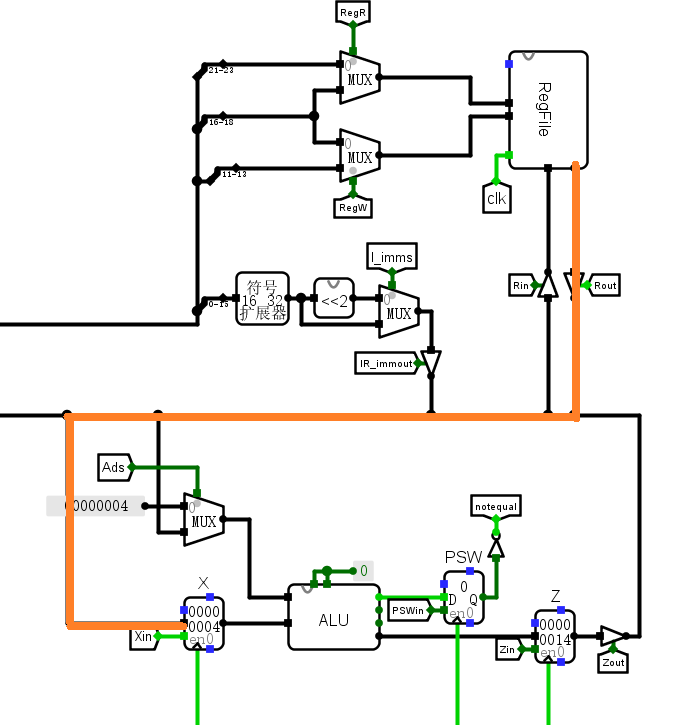 RegR
21-23
0
MUX
16-18
0
MUX
11-13
RegW
RegFile
clk
I_imms
符号
16 32
扩展器
0-15
<<2
0
MUX
Rin
Rout
IR_immout
Ads
00000004
0
MUX
notequal
X
0000
0004
en0
Xin
0
ALU
PSW
0
D Q
en0
PSWin
Z
0000
0014
en0
Zin
Zout